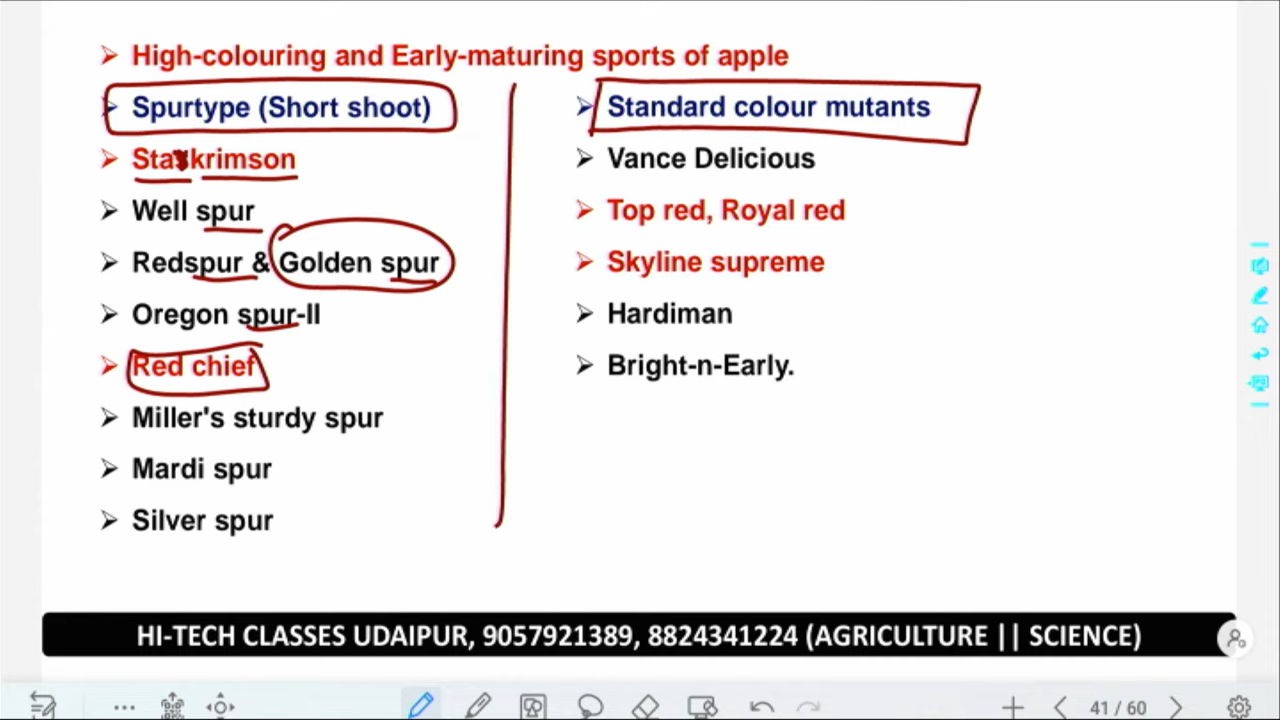 High-colouring and Early-maturing sports of apple
Spurtype (Short shoot)
Well spur
Redspur & Golden spur
Oregon spur-II
Red chief
Miller's sturdy spur
Mardi spur
Silver spur
Standard colour mutants
Vance Delicious
Top red, Royal red
Skyline supreme
Hardiman
Bright-n-Early.
HI-TECH CLASSES UDAIPUR, 9057921389, 8824341224 (AGRICULTURE || SCIENCE)
41 / 60